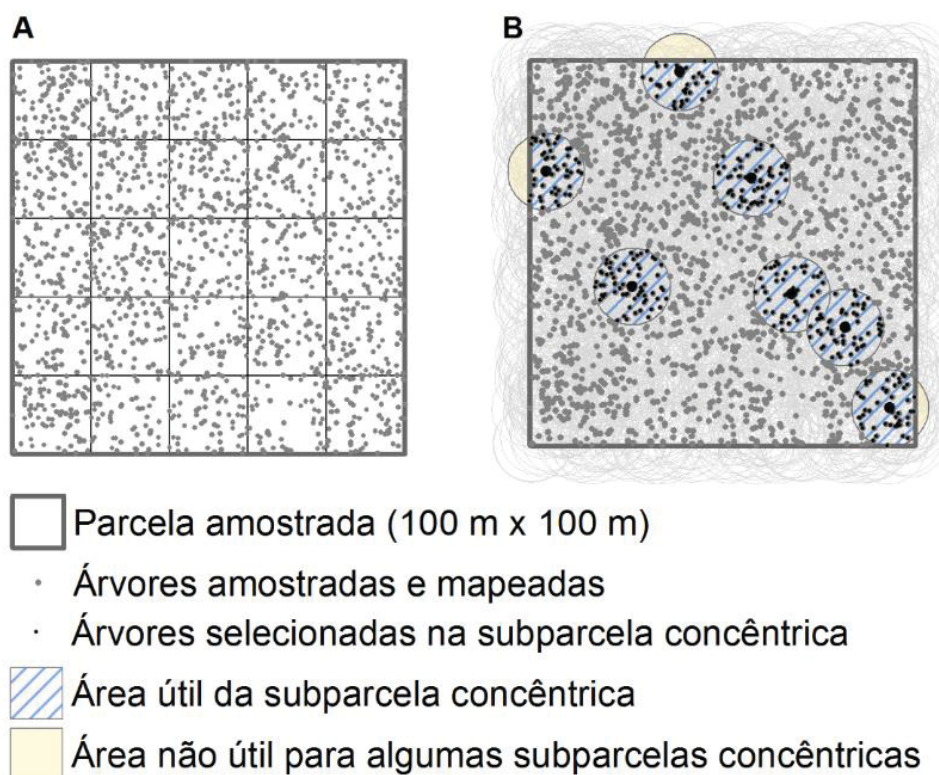 A
B
Parcela amostrada (100 m x 100 m)
Árvores amostradas e mapeadas
Árvores selecionadas na subparcela concêntrica
Área útil da subparcela concêntrica
Área não útil para algumas subparcelas concêntricas